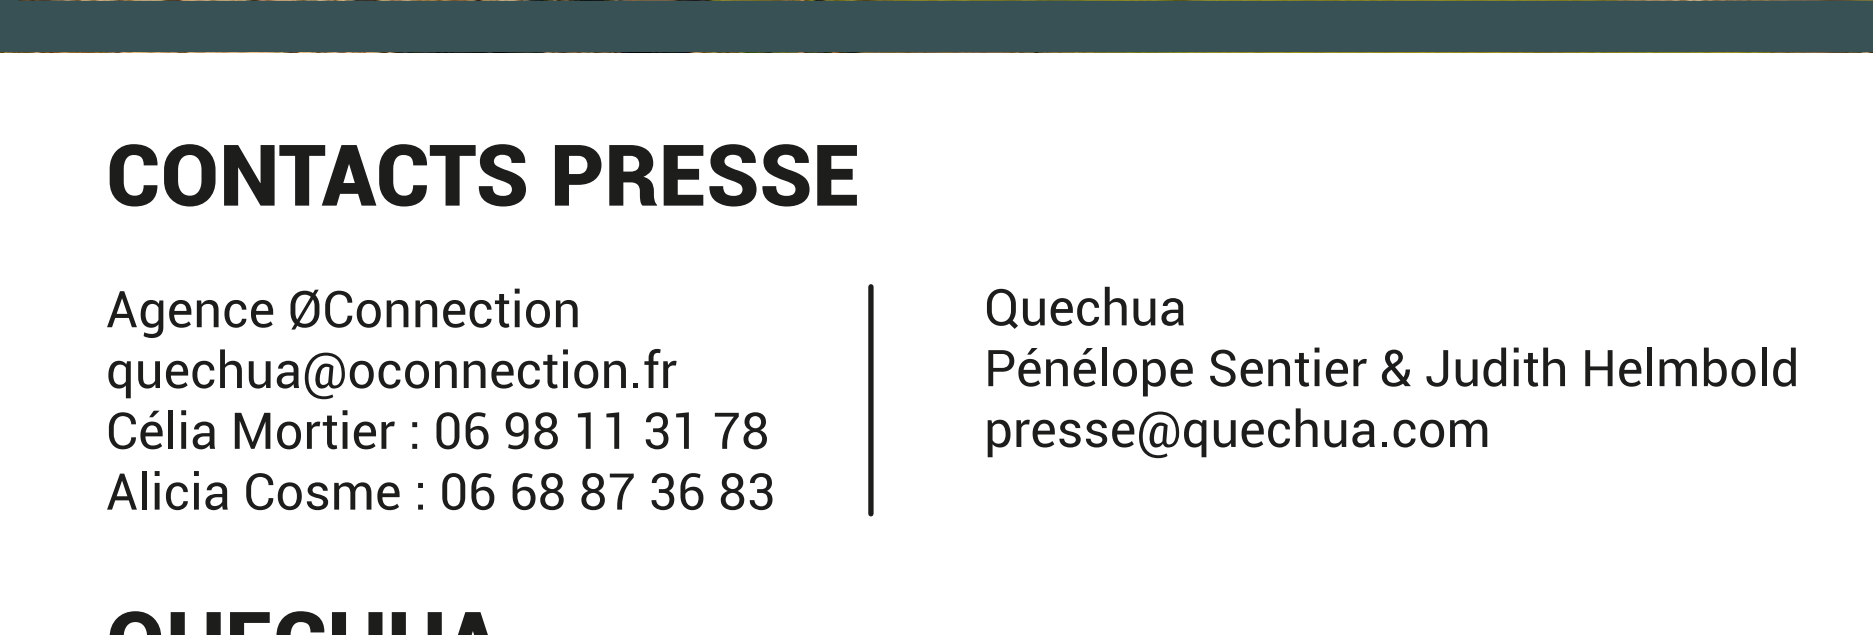 CONTACTS PRESSE
Agence ØConnection
quechua@oconnection.fr
Célia Mortier : 06 98 11 31 78
Alicia Cosme : 06 68 87 36 83
Quechua
Pénélope Sentier & Judith Helmbold
presse@quechua.com
QUECHUA